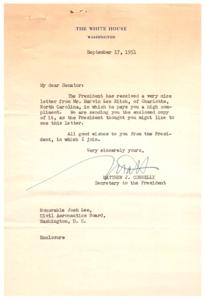 THE WHITE HOUSE
WASHINGTON
September 17, 1951
My dear Senator:
The President has received a very nice
letter from Mr. Marvin Lee Ritch, of Charlotte,
North Carolina, in which he pays you a high com-
pliment. We are sending you the enclosed copy
of it, as the President thought you might like to
see this letter.
All good wishes to you from the Presi-
dent, in which I join.
Very sincerely yours,
MATTHEW J. CONNELLY
Secretary to the President
Honorable Josh Lee,
Civil Aeronautics Board,
Washington, D. C.
Enclosure